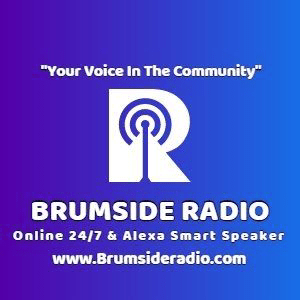 "Your Voice In The Community"
R
BRUMSIDE RADIO
Online 24/7 & Alexa Smart Speaker
www.Brumsideradio.com